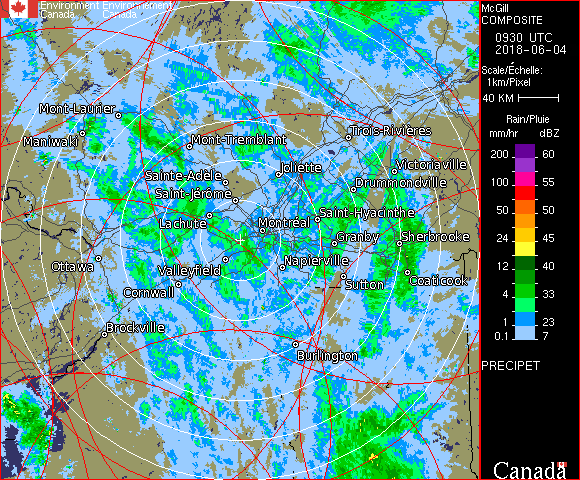 Environment Environnement
Canada Canada
McGill
COMPOSITE
0930 UTC
2018-06-04
Scale/Échelle:
1km/Pixel
40 KM
Rain/Pluie
mm/hr dBZ
200 60
100 55
50 50
24 45
12 40
4 33
1 23
0.1 7
PRECIPET
Canada
Mont-Laurier
Maniwaki
Mont-Tremblant
Trois-Rivières
Joliette
Victoriaville
Sainte-Adèle
Drummondville
Saint-Jérôme
Saint-Hyacinthe
Lachute
Montréal
Granby
Sherbrooke
Ottawa
Valleyfield
Napierville
Coaticook
Sutton
Cornwall
Brockville
Burlington